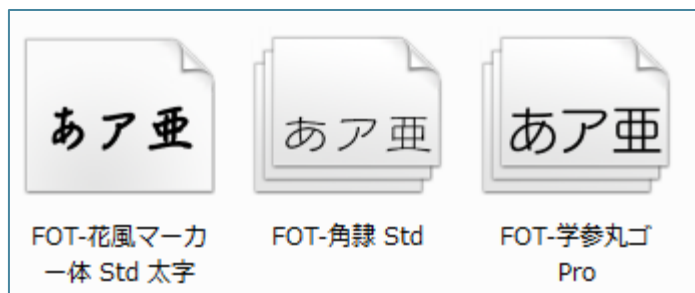 あア亜
あア亜
あア亜
FOT-花風マーカ
ー体 Std 太字
FOT-角隷 Std
FOT-学参丸ゴ
Pro